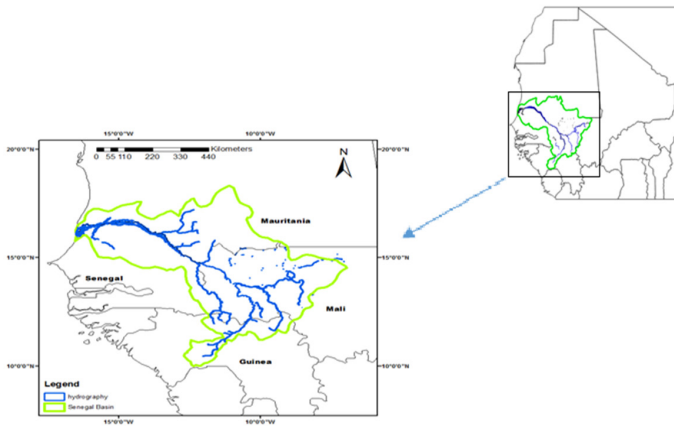 15°0'0"W 10°0'0"W
Kilometers
0 55 110 220 330 440
N
20°0'0"N 20°0'0"N
Mauritania
15°0'0"N 15°0'0"N
Senegal
Mali
10°0'0"N 10°0'0"N
Guinea
Legend
hydrography
Senegal Basin
15°0'0"W 10°0'0"W